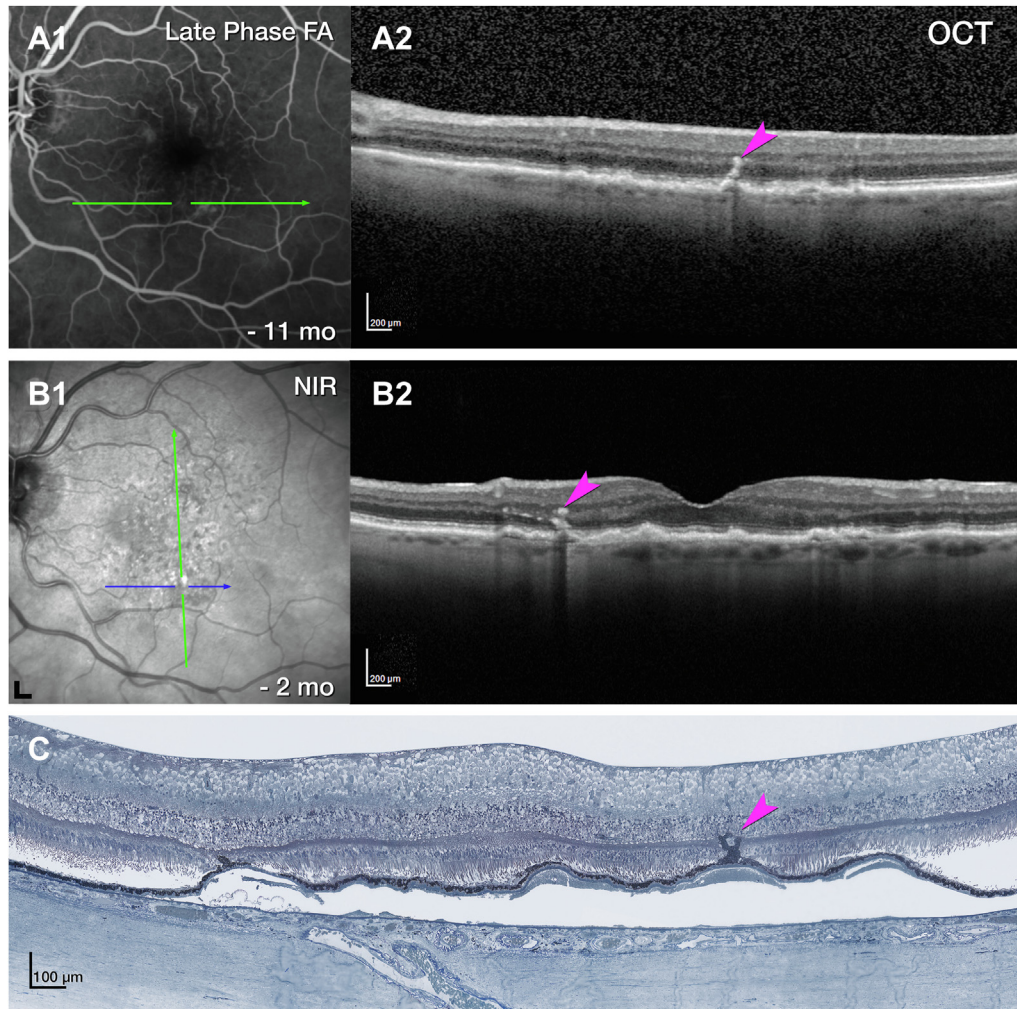 A1
Late Phase FA
- 11 mo
A2
OCT
200 µm
B1
NIR
- 2 mo
B2
200 µm
C
100 µm